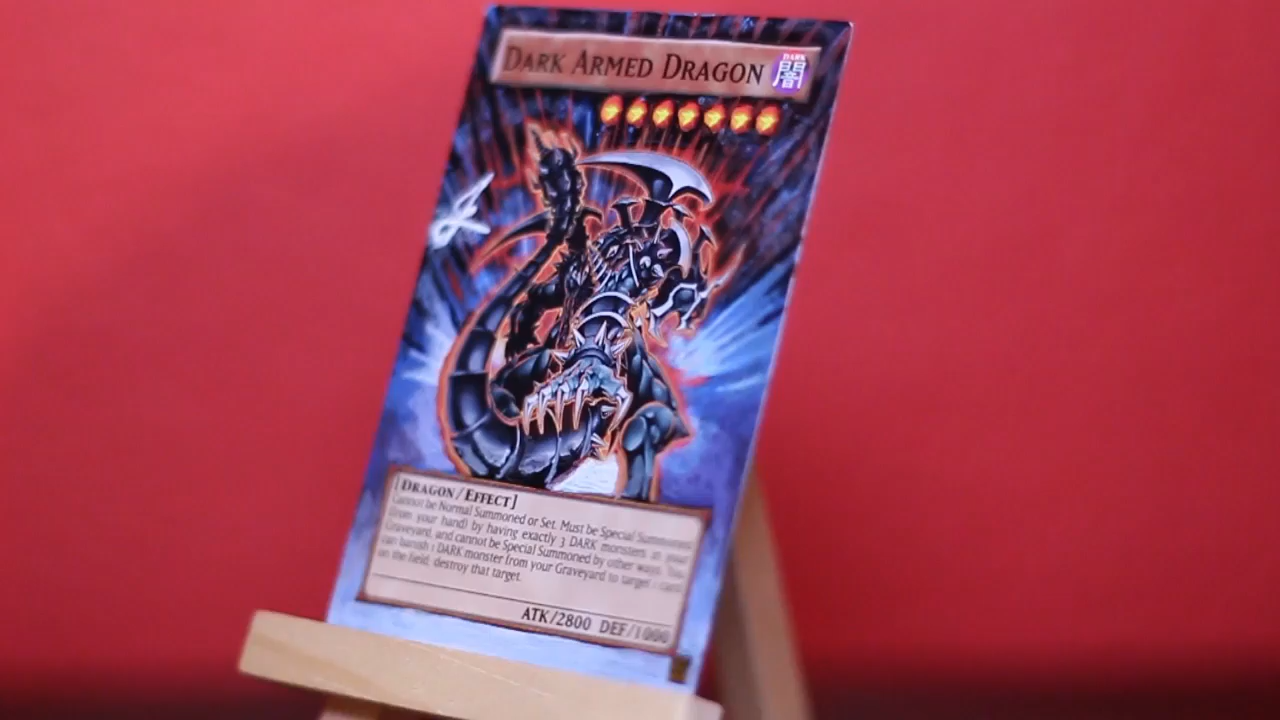 DARK ARMED DRAGON
DARK
闇
[DRAGON/EFFECT]
Cannot be Normal Summoned or Set. Must be Special Summoned
(from your hand) by having exactly 3 DARK monsters in your
Graveyard, and cannot be Special Summoned by other ways. You
can banish 1 DARK monster from your Graveyard to target 1 card
on the field; destroy that target.
ATK/2800 DEF/1000